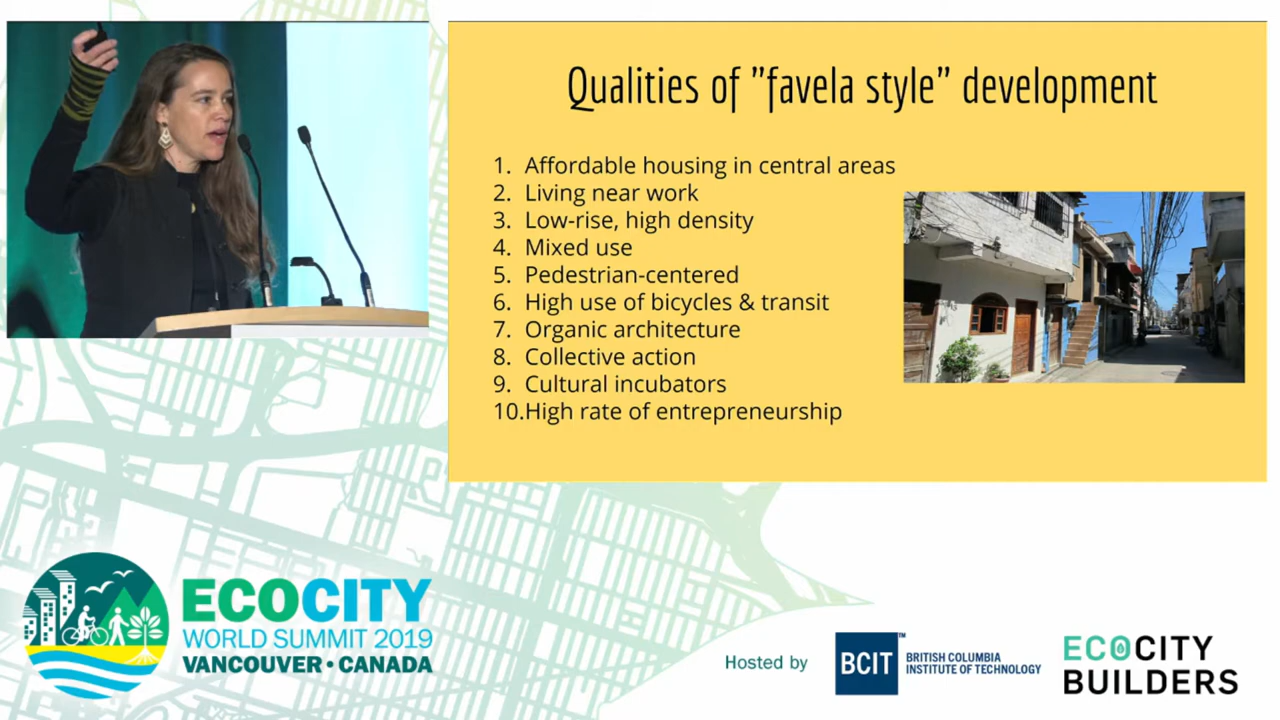 Qualities of "favela style" development
1. Affordable housing in central areas
2. Living near work
3. Low-rise, high density
4. Mixed use
5. Pedestrian-centered
6. High use of bicycles & transit
7. Organic architecture
8. Collective action
9. Cultural incubators
10.High rate of entrepreneurship
ECOCITY
WORLD SUMMIT 2019
VANCOUVER • CANADA
Hosted by
BCIT™
BRITISH COLUMBIA
INSTITUTE OF TECHNOLOGY
ECOCITY
BUILDERS